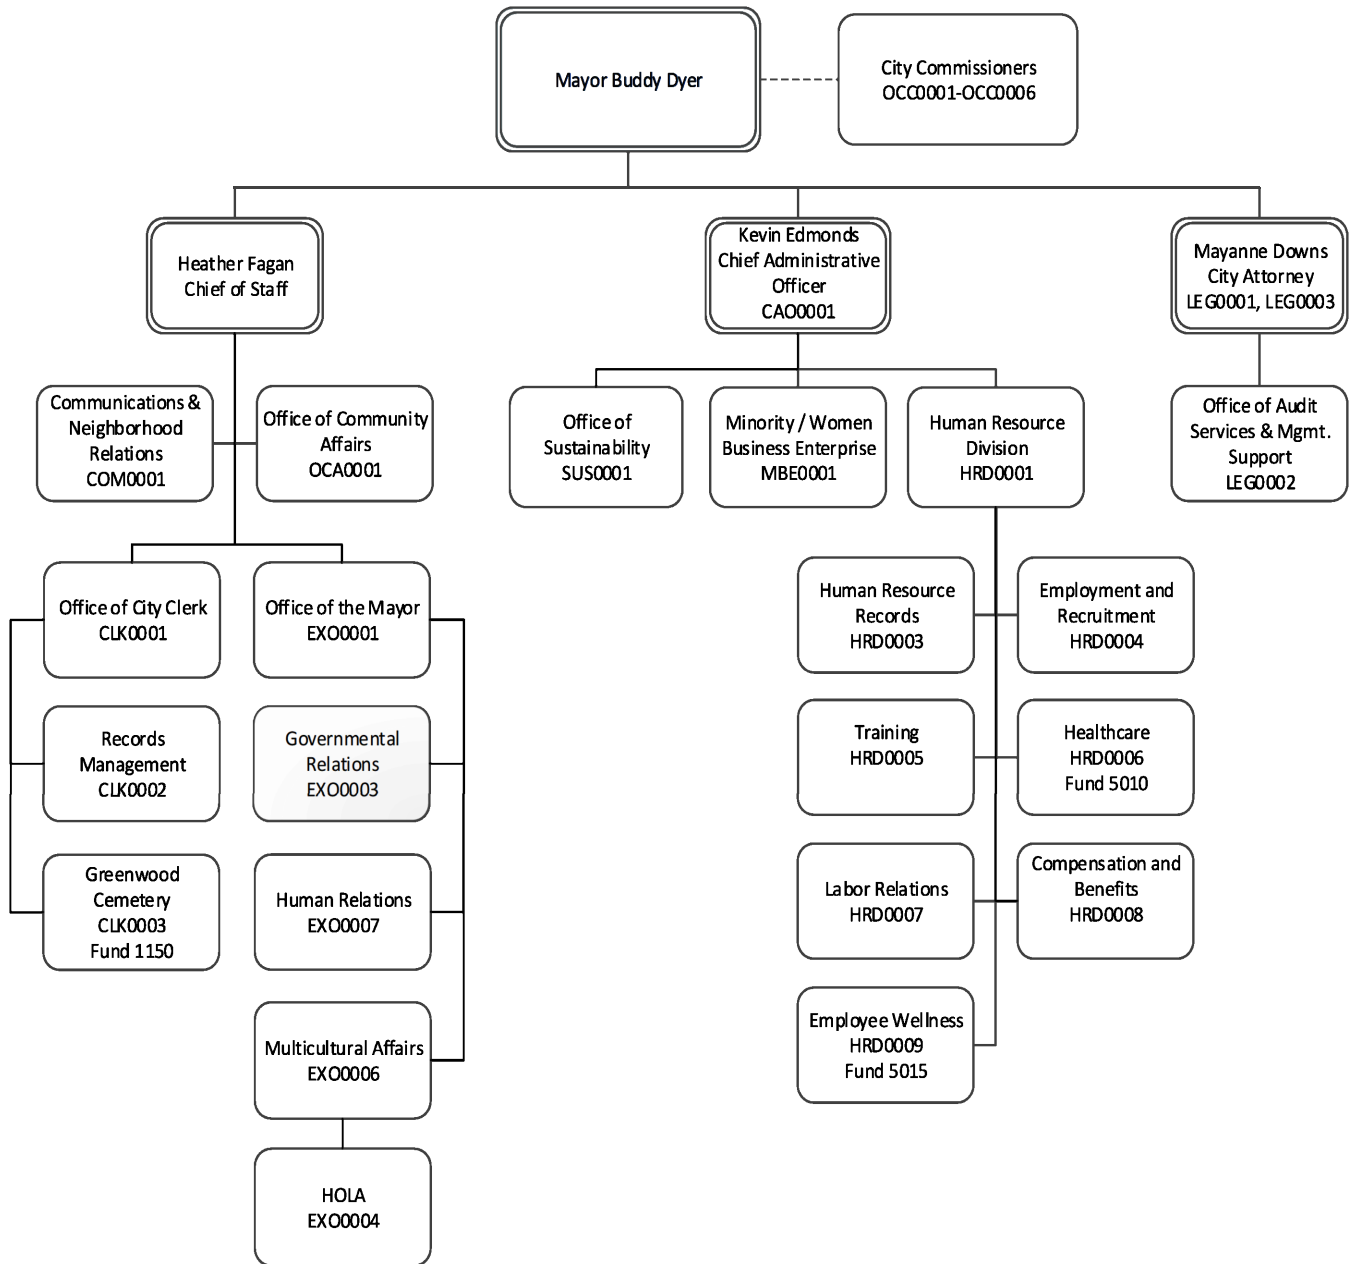 Mayor Buddy Dyer
City Commissioners
OCC0001-OCC0006
Heather Fagan
Chief of Staff
Kevin Edmonds
Chief Administrative
Officer
CAO0001
Mayanne Downs
City Attorney
LEG0001, LEG0003
Communications &
Neighborhood
Relations
COM0001
Office of Community
Affairs
OCA0001
Office of
Sustainability
SUS0001
Minority / Women
Business Enterprise
MBE0001
Human Resource
Division
HRD0001
Office of Audit
Services & Mgmt.
Support
LEG0002
Office of City Clerk
CLK0001
Office of the Mayor
EXO0001
Human Resource
Records
HRD0003
Employment and
Recruitment
HRD0004
Records
Management
CLK0002
Governmental
Relations
EXO0003
Training
HRD0005
Healthcare
HRD0006
Fund 5010
Greenwood
Cemetery
CLK0003
Fund 1150
Human Relations
EXO0007
Labor Relations
HRD0007
Compensation and
Benefits
HRD0008
Multicultural Affairs
EXO0006
Employee Wellness
HRD0009
Fund 5015
HOLA
EXO0004